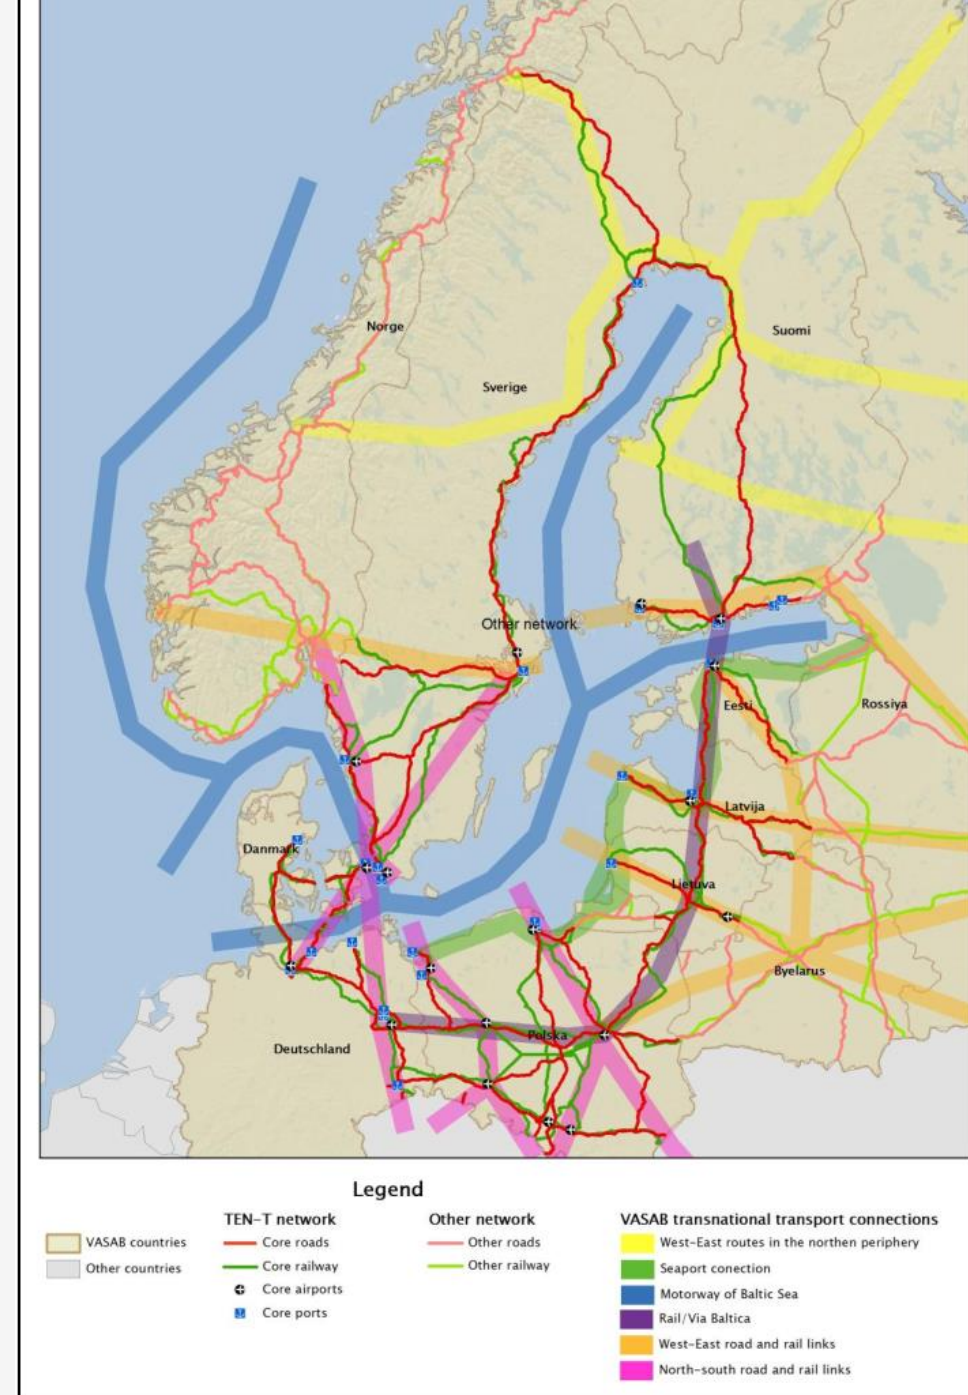 Norge
Suomi
Sverige
Other network
Eesti
Rossiya
Latvija
Danmark
Lietuva
Byelarus
Polska
Deutschland
Legend
TEN-T network
Other network
VASAB transnational transport connections
VASAB countries
Core roads
Other roads
West-East routes in the northen periphery
Other countries
Core railway
Other railway
Seaport conection
Core airports
Motorway of Baltic Sea
Core ports
Rail/Via Baltica
West-East road and rail links
North-south road and rail links